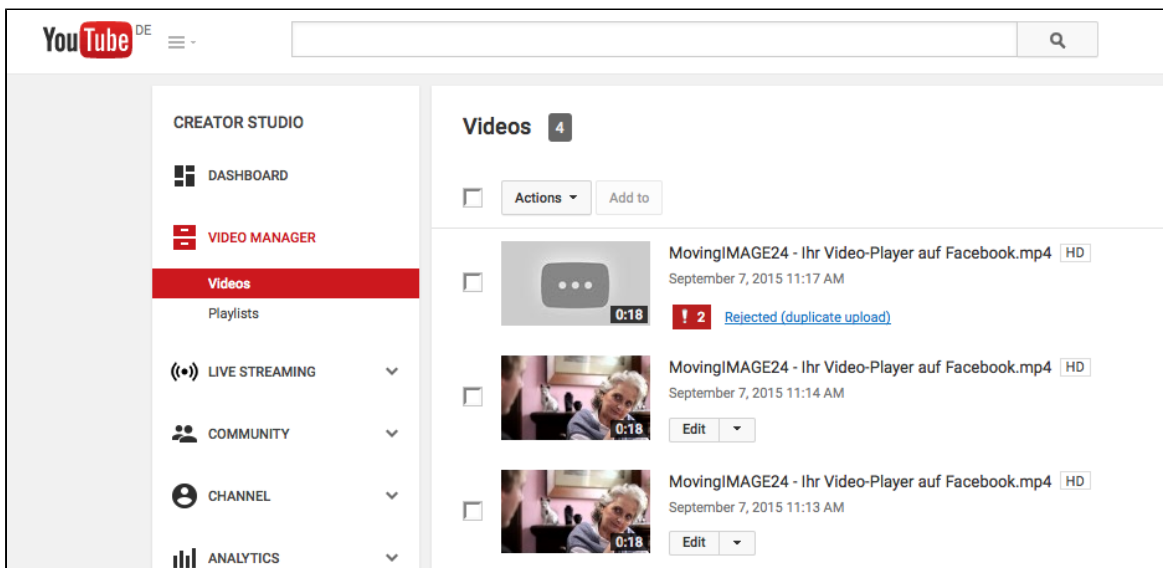 YouTube DE
CREATOR STUDIO
DASHBOARD
VIDEO MANAGER
Videos
Playlists
LIVE STREAMING
COMMUNITY
CHANNEL
ANALYTICS
Videos 4
Actions Add to
MovingIMAGE24 - Ihr Video-Player auf Facebook.mp4 HD
September 7, 2015 11:17 AM
0:18
! 2 Rejected (duplicate upload)
MovingIMAGE24 - Ihr Video-Player auf Facebook.mp4 HD
September 7, 2015 11:14 AM
0:18
Edit
MovingIMAGE24 - Ihr Video-Player auf Facebook.mp4 HD
September 7, 2015 11:13 AM
0:18
Edit